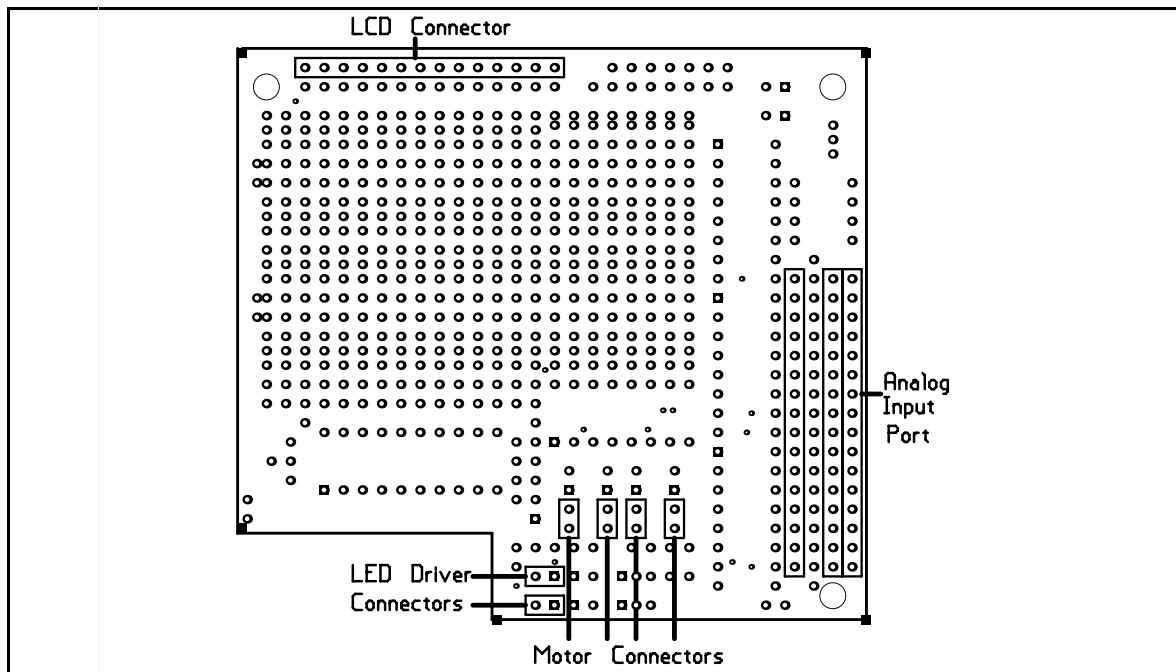 LCD Connector
Analog
Input
Port
LED Driver
Connectors
Motor Connectors